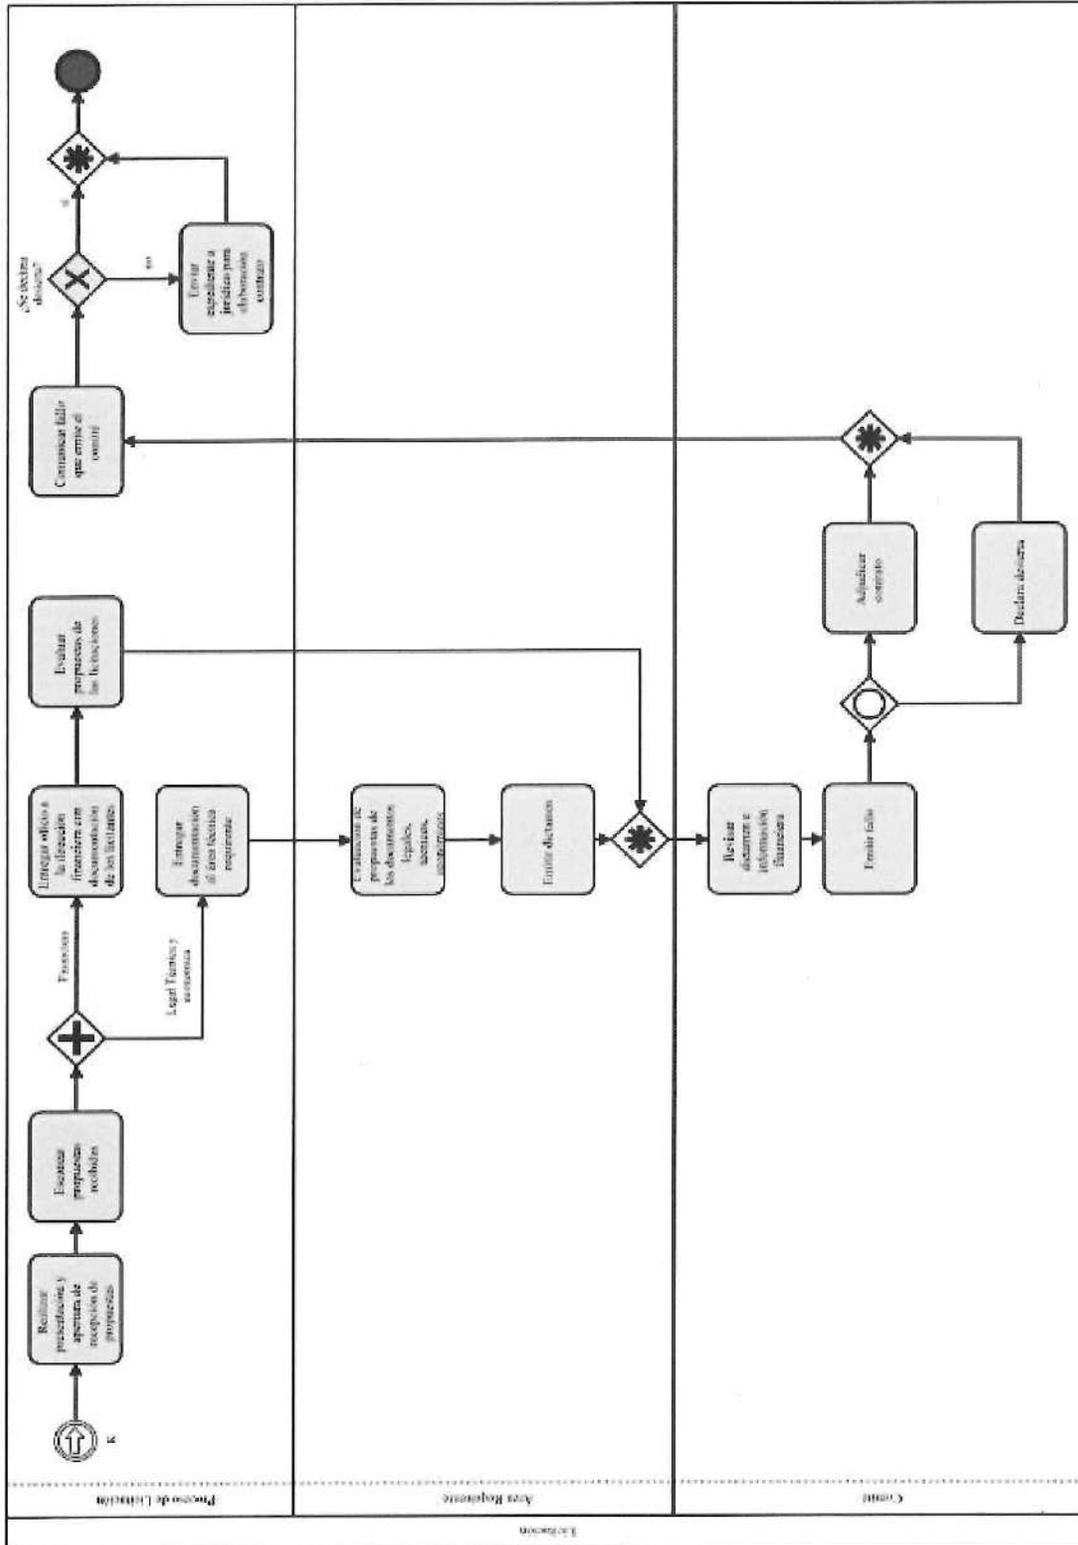 Licitación
Proceso de Licitación
Área Requirente
Comité
K
Realizar
presentación y
apertura de
recepción de
propuestas
Escanear
propuestas
recibidas
Financiera
Legal Técnica y
económica
Entregar oficio a
la dirección
financiera con
documentación
de los licitantes
Entregar
documentación
al área técnica
requirente
Evaluar
propuestas de
las licitaciones
Evaluación de
propuestas de
los documentos
legales,
técnicos,
económicos
Emitir dictamen
Revisar
dictamen e
información
financiera
Emitir fallo
Adjudicar
contrato
Declara desierta
Comunicar fallo
que emite el
comité
¿Se declara
desierta?
si
no
Enviar
expediente a
jurídico para
elaboración
contrato